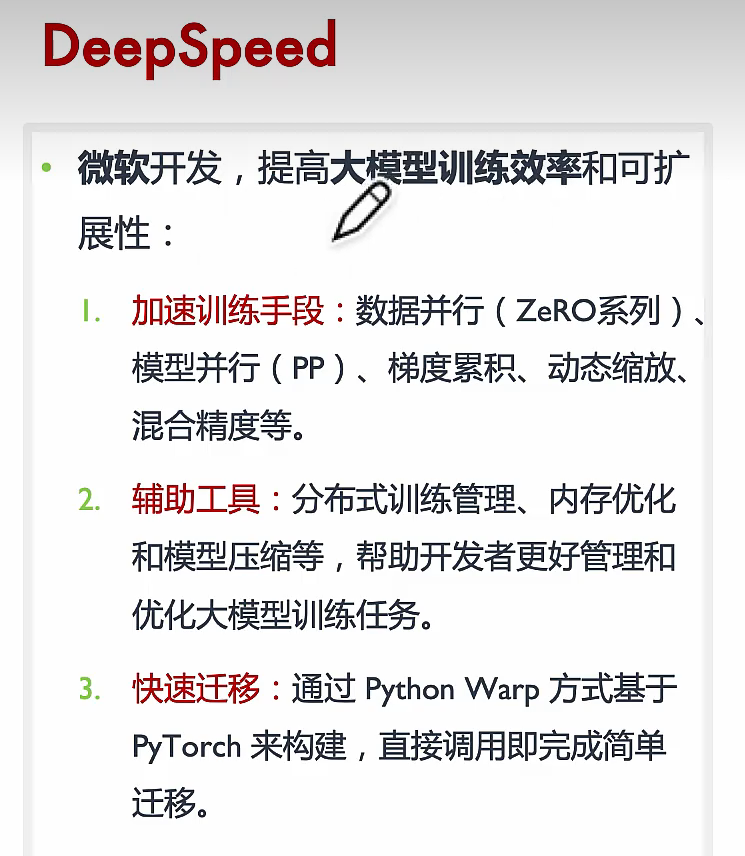 DeepSpeed
• 微软开发，提高大模型训练效率和可扩
展性：
1. 加速训练手段：数据并行（ZeRO系列）、
模型并行（PP）、梯度累积、动态缩放、
混合精度等。
2. 辅助工具：分布式训练管理、内存优化
和模型压缩等，帮助开发者更好管理和
优化大模型训练任务。
3. 快速迁移：通过 Python Warp 方式基于
PyTorch 来构建，直接调用即完成简单
迁移。